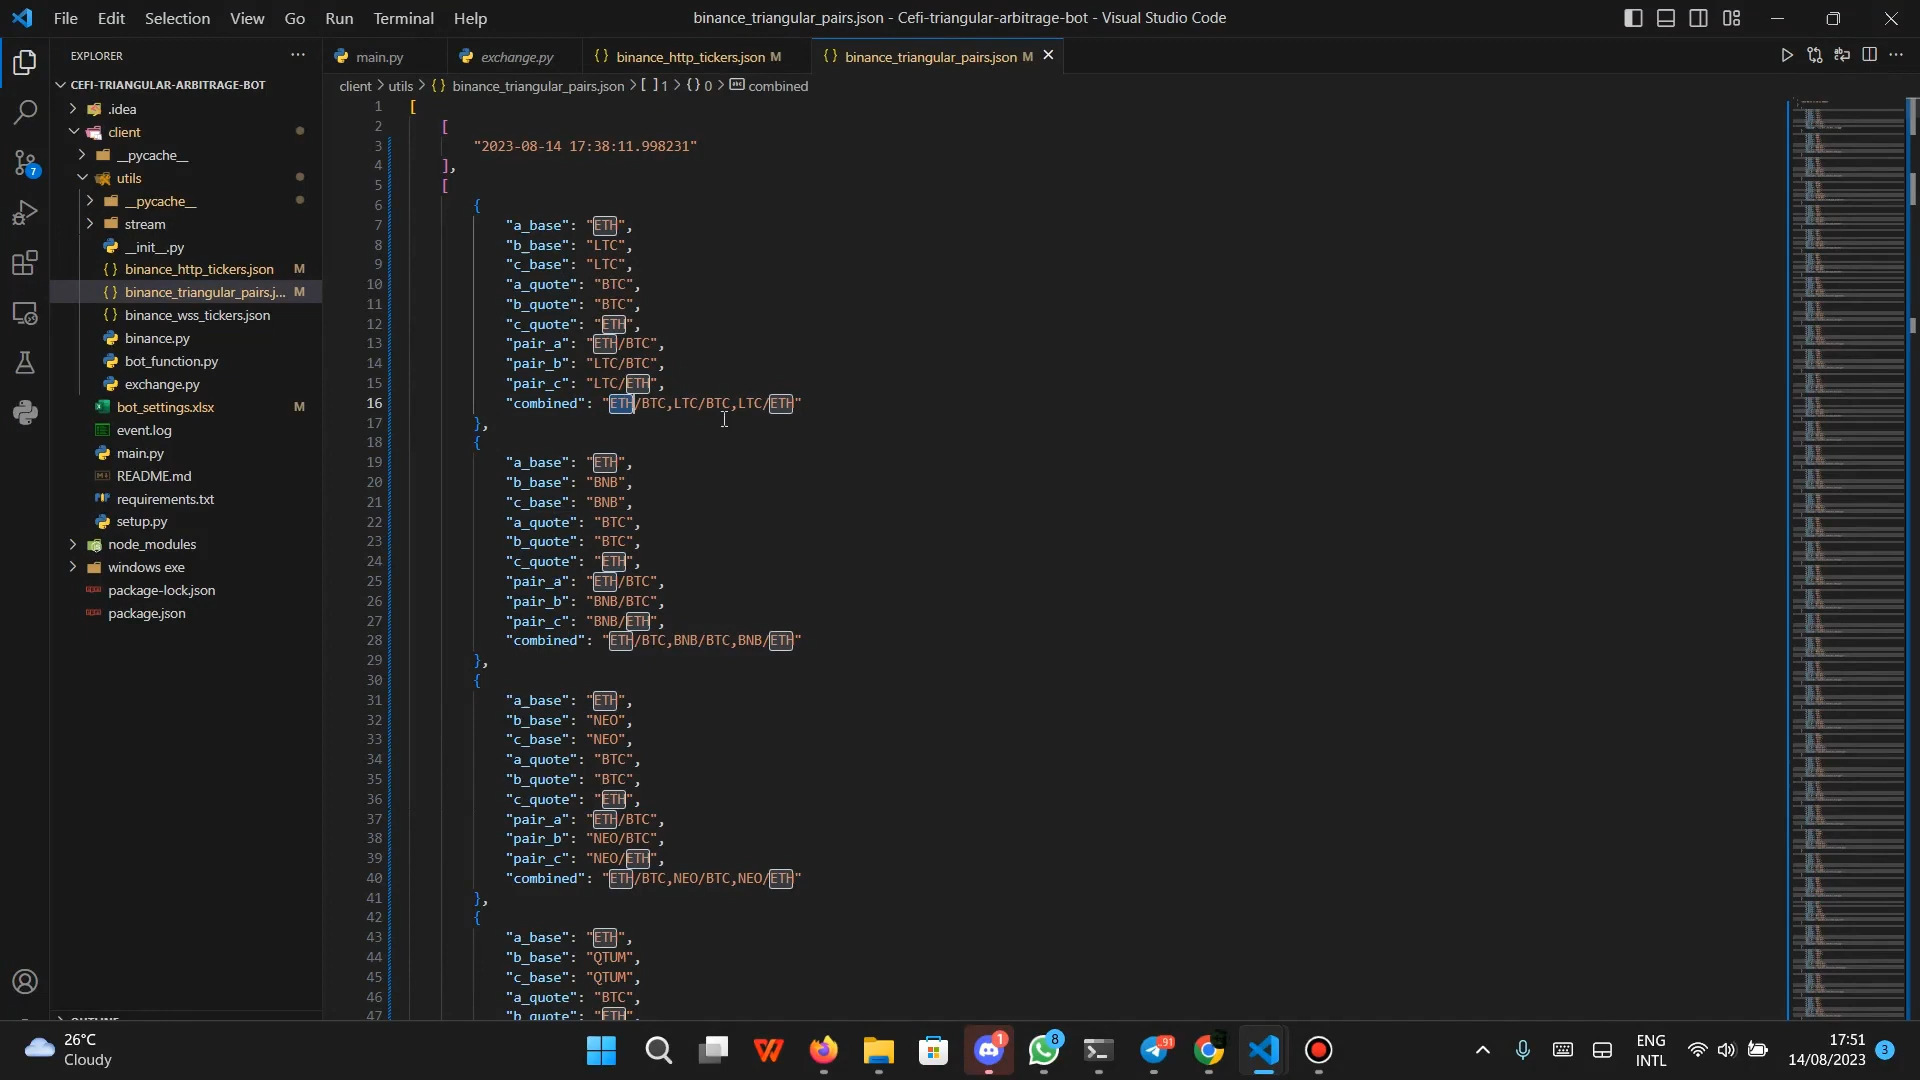 File Edit Selection View Go Run Terminal Help
binance_triangular_pairs.json - Cefi-triangular-arbitrage-bot - Visual Studio Code
EXPLORER
CEFI-TRIANGULAR-ARBITRAGE-BOT
.idea
client
__pycache__
utils
__pycache__
stream
__init__.py
binance_http_tickers.json M
binance_triangular_pairs.j... M
binance_wss_tickers.json
binance.py
bot_function.py
exchange.py
bot_settings.xlsx M
event.log
main.py
README.md
requirements.txt
setup.py
node_modules
windows exe
package-lock.json
package.json
7
main.py exchange.py {} binance_http_tickers.json M {} binance_triangular_pairs.json M
client > utils > {} binance_triangular_pairs.json > [ ] 1 > {} 0 > combined
1 [
2 [
3 "2023-08-14 17:38:11.998231"
4 ],
5 [
6 {
7 "a_base": "ETH",
8 "b_base": "LTC",
9 "c_base": "LTC",
10 "a_quote": "BTC",
11 "b_quote": "BTC",
12 "c_quote": "ETH",
13 "pair_a": "ETH/BTC",
14 "pair_b": "LTC/BTC",
15 "pair_c": "LTC/ETH",
16 "combined": "ETH/BTC,LTC/BTC,LTC/ETH"
17 },
18 {
19 "a_base": "ETH",
20 "b_base": "BNB",
21 "c_base": "BNB",
22 "a_quote": "BTC",
23 "b_quote": "BTC",
24 "c_quote": "ETH",
25 "pair_a": "ETH/BTC",
26 "pair_b": "BNB/BTC",
27 "pair_c": "BNB/ETH",
28 "combined": "ETH/BTC,BNB/BTC,BNB/ETH"
29 },
30 {
31 "a_base": "ETH",
32 "b_base": "NEO",
33 "c_base": "NEO",
34 "a_quote": "BTC",
35 "b_quote": "BTC",
36 "c_quote": "ETH",
37 "pair_a": "ETH/BTC",
38 "pair_b": "NEO/BTC",
39 "pair_c": "NEO/ETH",
40 "combined": "ETH/BTC,NEO/BTC,NEO/ETH"
41 },
42 {
43 "a_base": "ETH",
44 "b_base": "QTUM",
45 "c_base": "QTUM",
46 "a_quote": "BTC",
47 "b_quote": "ETH",
OUTLINE
26°C
Cloudy
1
8
91
ENG
INTL
17:51
14/08/2023
3